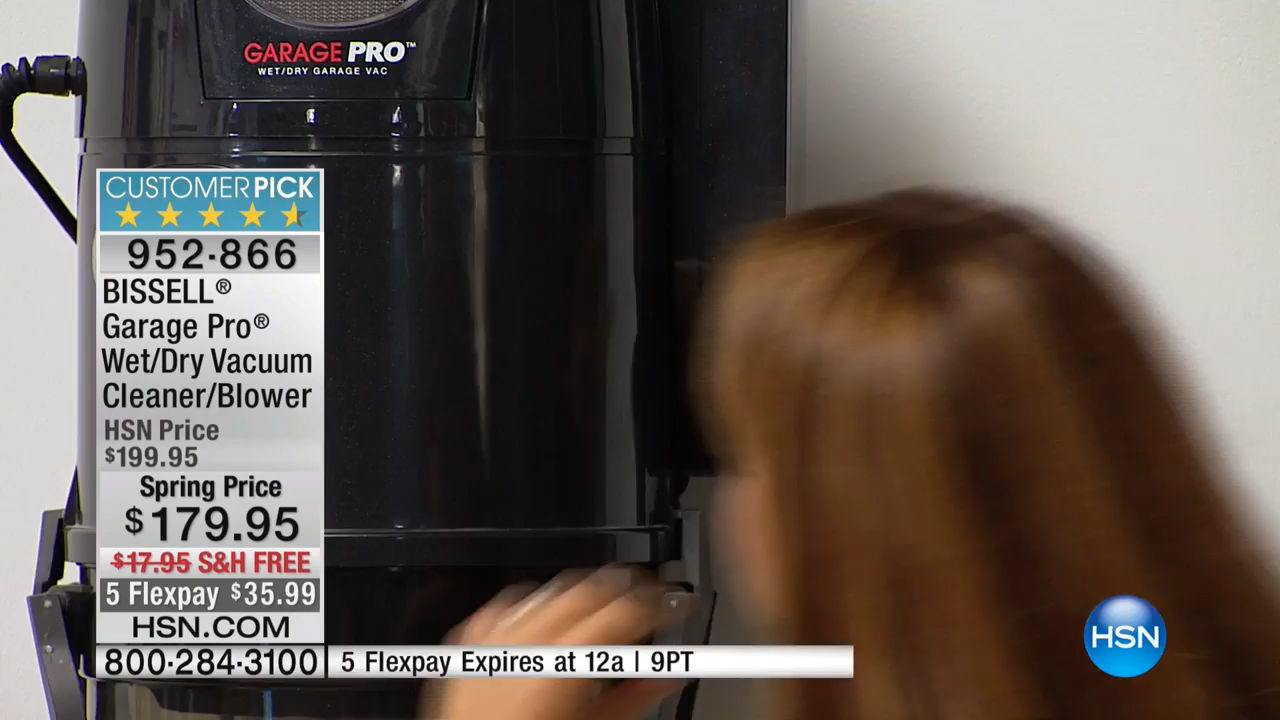 GARAGE PRO™
WET/DRY GARAGE VAC
CUSTOMERPICK
952·866
BISSELL®
Garage Pro®
Wet/Dry Vacuum
Cleaner/Blower
HSN Price
$199.95
Spring Price
$179.95
$17.95 S&H FREE
5 Flexpay $35.99
HSN.COM
800·284·3100
5 Flexpay Expires at 12a | 9PT
HSN